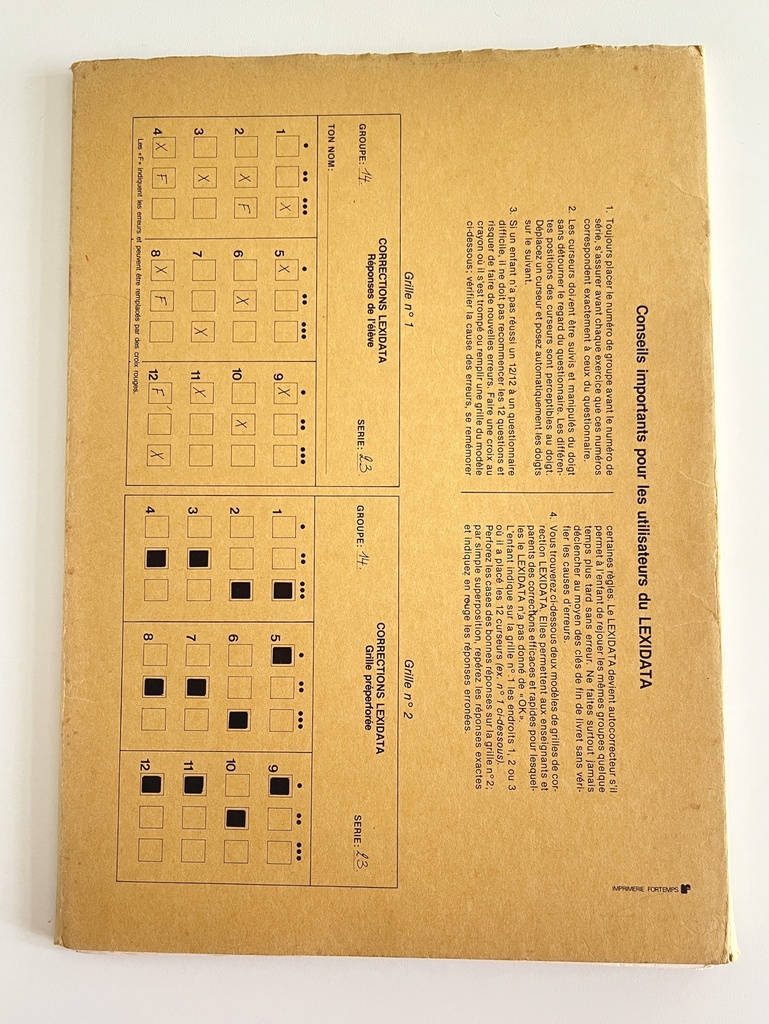 Conseils importants pour les utilisateurs du LEXIDATA
1. Toujours placer le numéro de groupe avant le numéro de
série, s'assurer avant chaque exercice que ces numéros
correspondent exactement à ceux du questionnaire.
2. Les curseurs doivent être suivis et manipulés du doigt
sans détourner le regard du questionnaire. Les différen-
tes positions des curseurs sont perceptibles au doigt.
Déplacez un curseur et posez automatiquement les doigts
sur le suivant.
3. Si un enfant n'a pas réussi un 12/12 à un questionnaire
difficile, il ne doit pas recommencer les 12 questions et
risquer de faire de nouvelles erreurs. Faire une croix au
crayon où il s'est trompé ou remplir une grille du modèle
ci-dessous; vérifier la cause des erreurs, se remémorer
certaines règles. Le LEXIDATA devient autocorrecteur s'il
permet à l'enfant de rejouer les mêmes groupes quelque
temps plus tard sans erreur. Ne faites surtout jamais
déclencher au moyen des clés de fin de livret sans véri-
fier les causes d'erreurs.
4. Vous trouverez ci-dessous deux modèles de grilles de cor-
rection LEXIDATA. Elles permettent aux enseignants et
parents des corrections efficaces et rapides pour lesquel-
les le LEXIDATA n'a pas donné de «OK».
L'enfant indique sur la grille n° 1 les endroits 1, 2 ou 3
où il a placé les 12 curseurs (ex. n° 1 ci-dessous).
Perforez les cases des bonnes réponses sur la grille n° 2;
par simple superposition, repérez les réponses exactes
et indiquez en rouge les réponses erronées.
Grille n° 1
CORRECTIONS LEXIDATA
Réponses de l'élève
GROUPE: 14 SERIE: 23
TON NOM:
1 X 5 X 9 X
2 X F 6 X 10 X
3 X 7 X 11 X
4 X F 8 X F 12 F X
Les «F» indiquent les erreurs et peuvent être remplacés par des croix rouges.
Grille n° 2
CORRECTIONS LEXIDATA
Grille préperforée
GROUPE: 14 SERIE: 23
1 5 9
2 6 10
3 7 11
4 8 12
IMPRIMERIE FORTEMPS